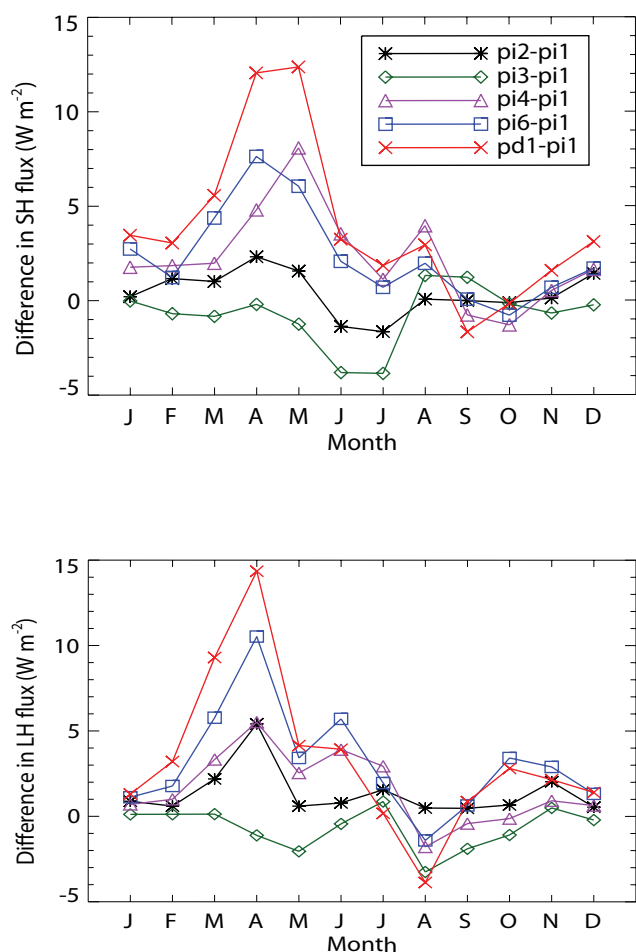 15
10
5
0
-5
Difference in SH flux (W m-2)
pi2-pi1
pi3-pi1
pi4-pi1
pi6-pi1
pd1-pi1
J F M A M J J A S O N D
Month
15
10
5
0
-5
Difference in LH flux (W m-2)
J F M A M J J A S O N D
Month